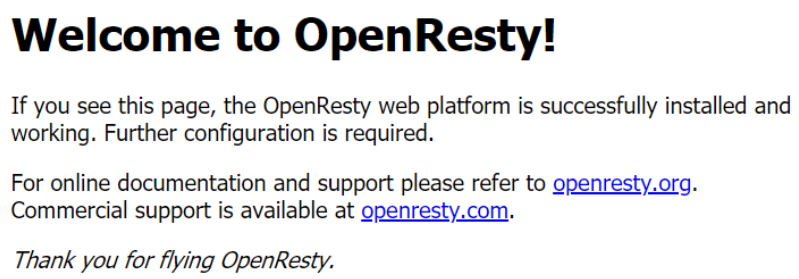 Welcome to OpenResty!
If you see this page, the OpenResty web platform is successfully installed and
working. Further configuration is required.
For online documentation and support please refer to openresty.org.
Commercial support is available at openresty.com.
Thank you for flying OpenResty.